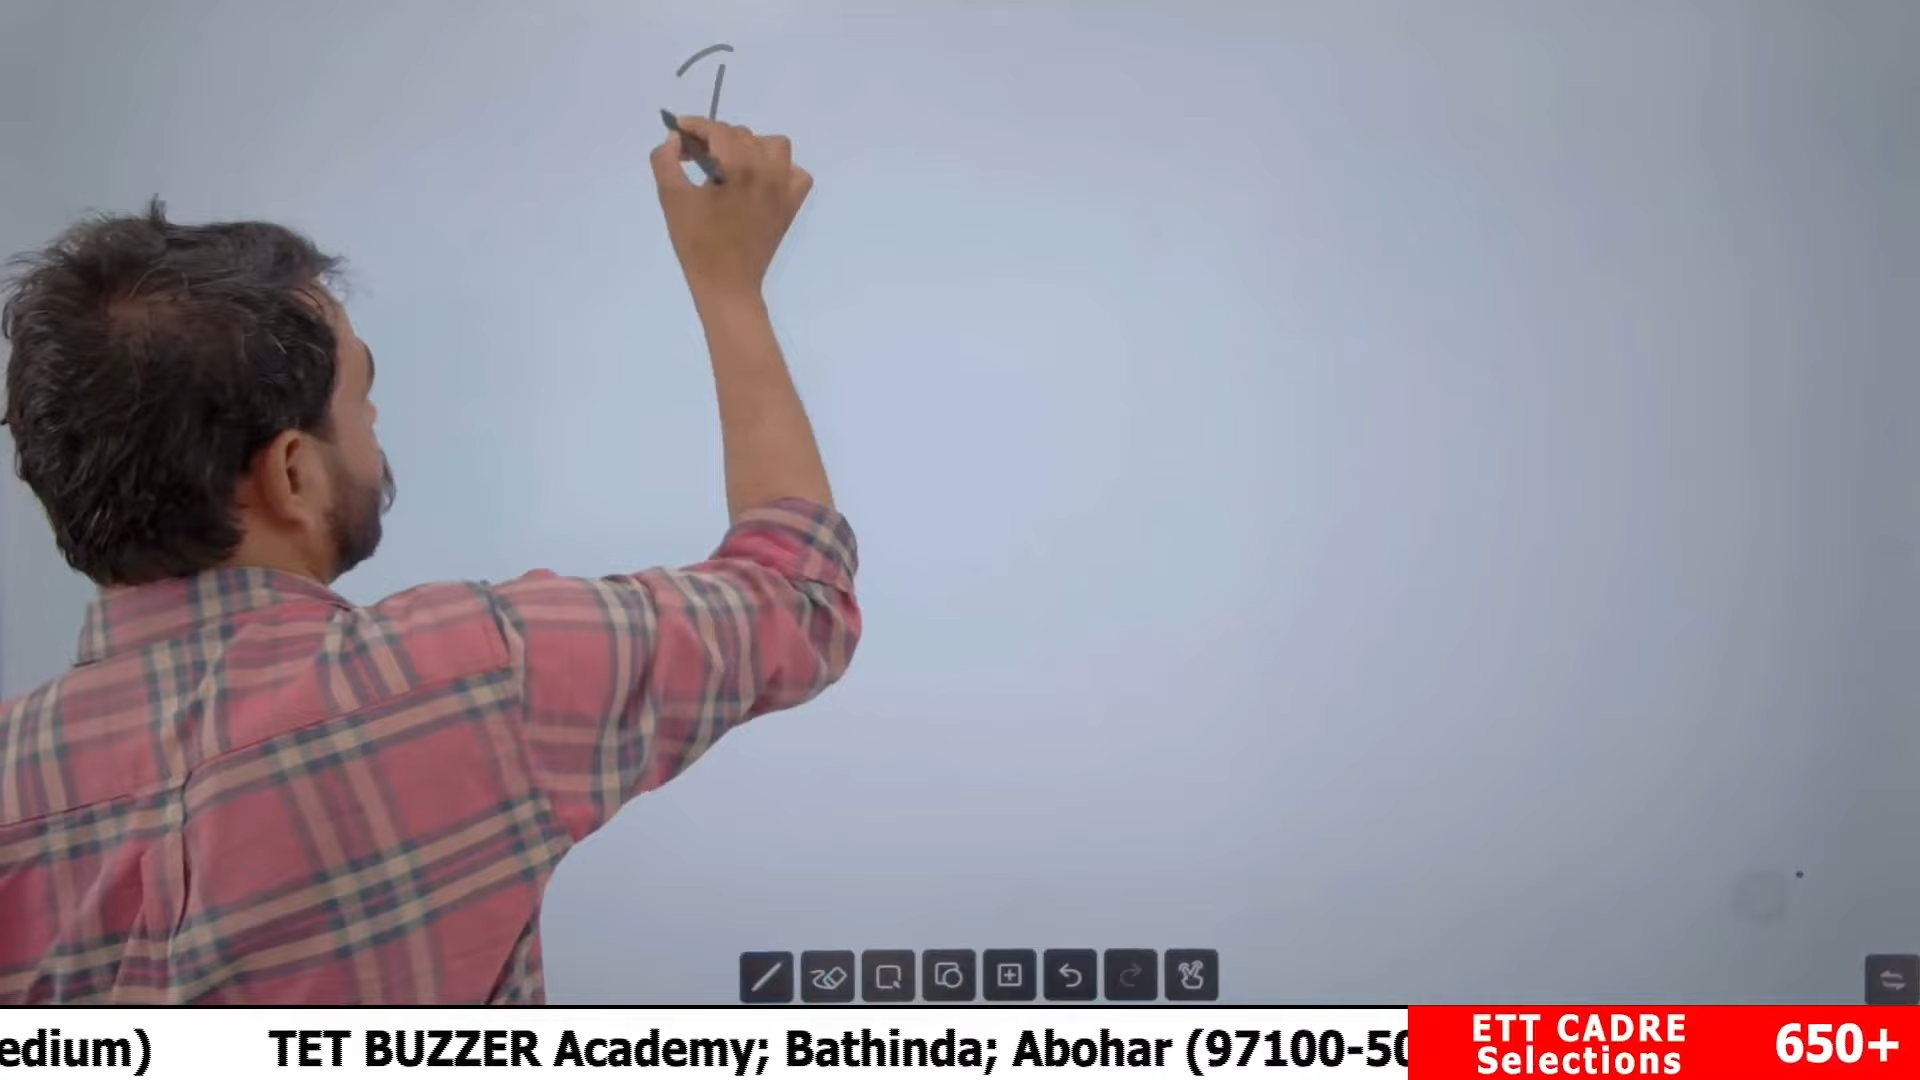 edium) TET BUZZER Academy; Bathinda; Abohar (97100-50
ETT CADRE
Selections
650+